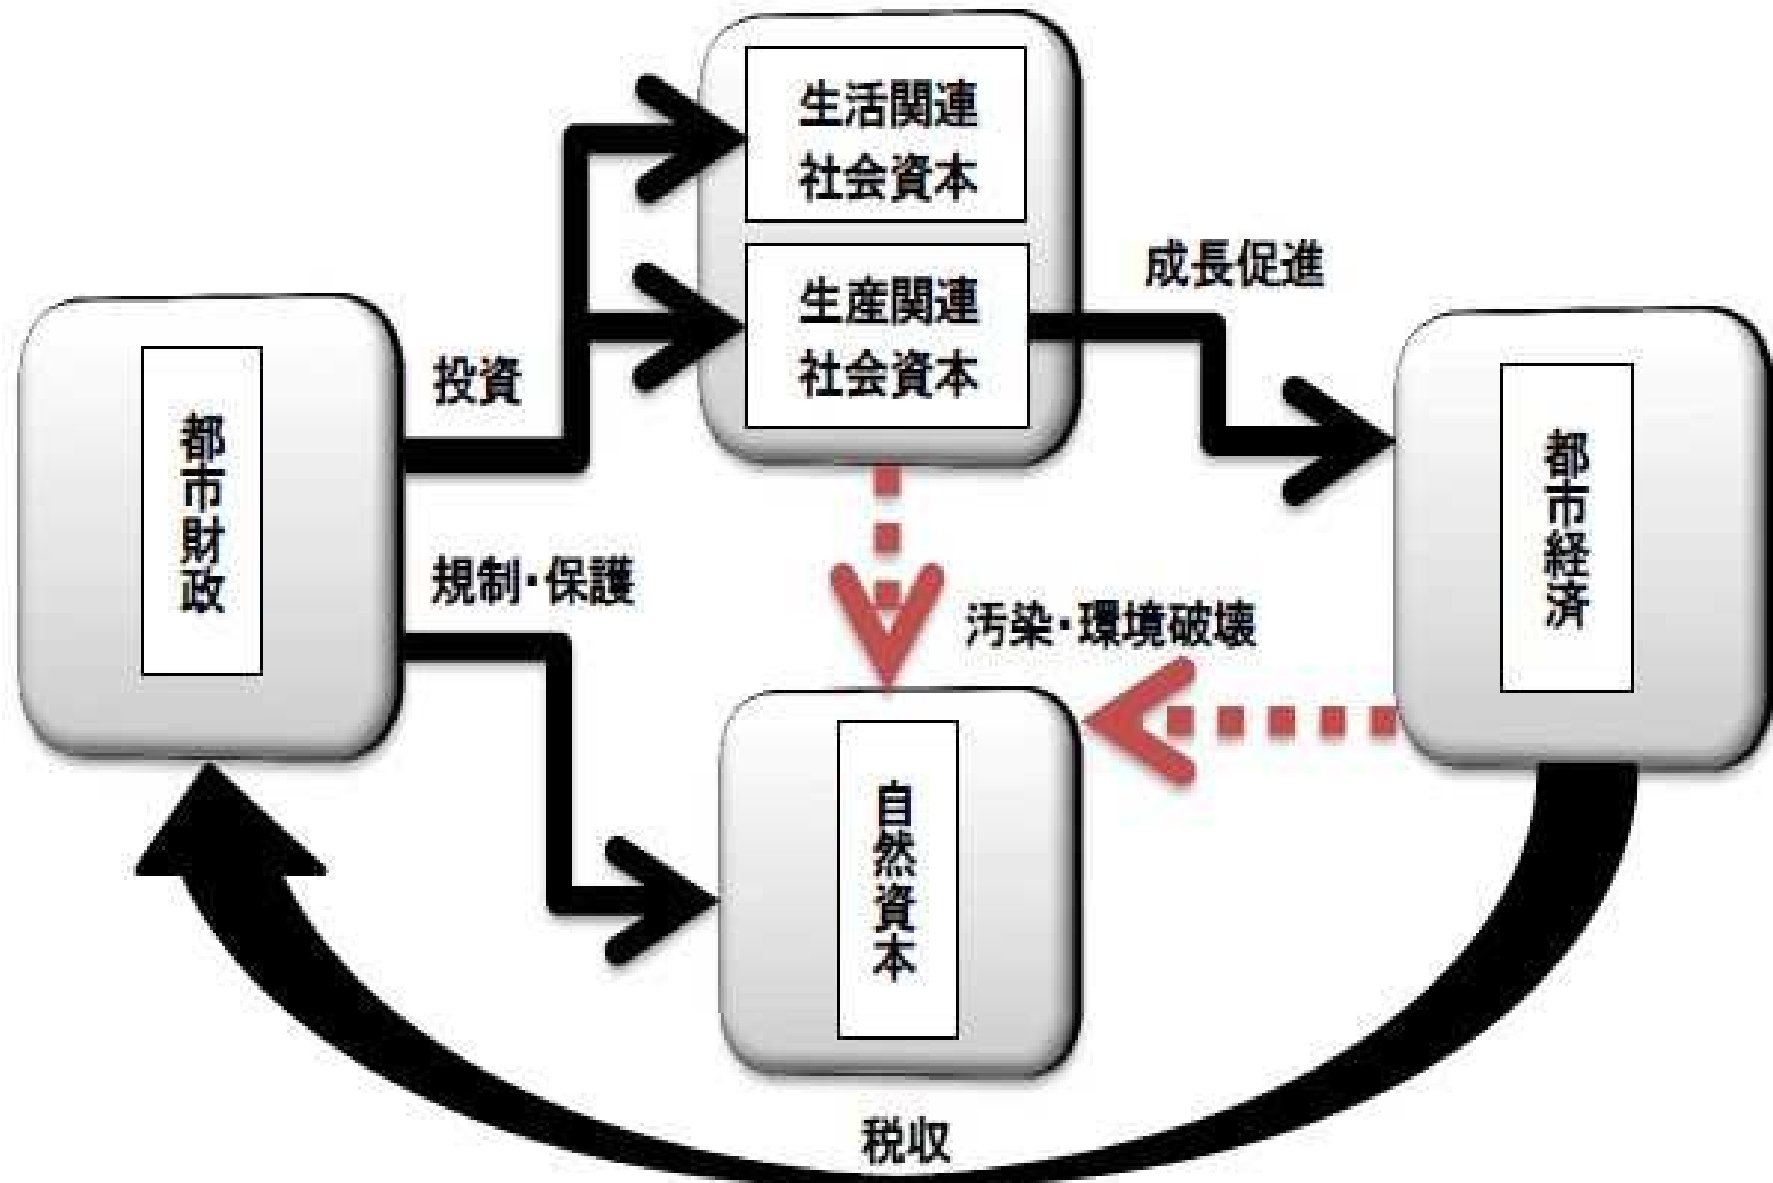 生活関連
社会資本
生産関連
社会資本
成長促進
投資
都市財政
都市経済
規制・保護
汚染・環境破壊
自然資本
税収